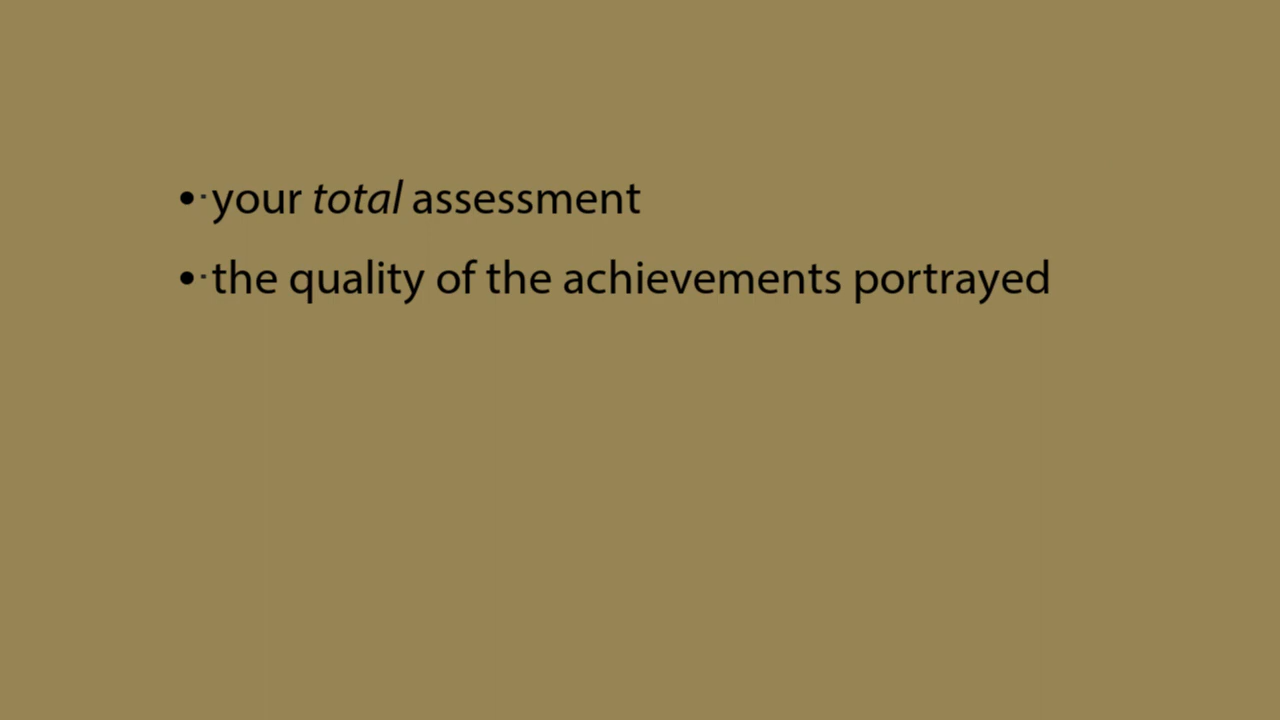 • your total assessment
• the quality of the achievements portrayed